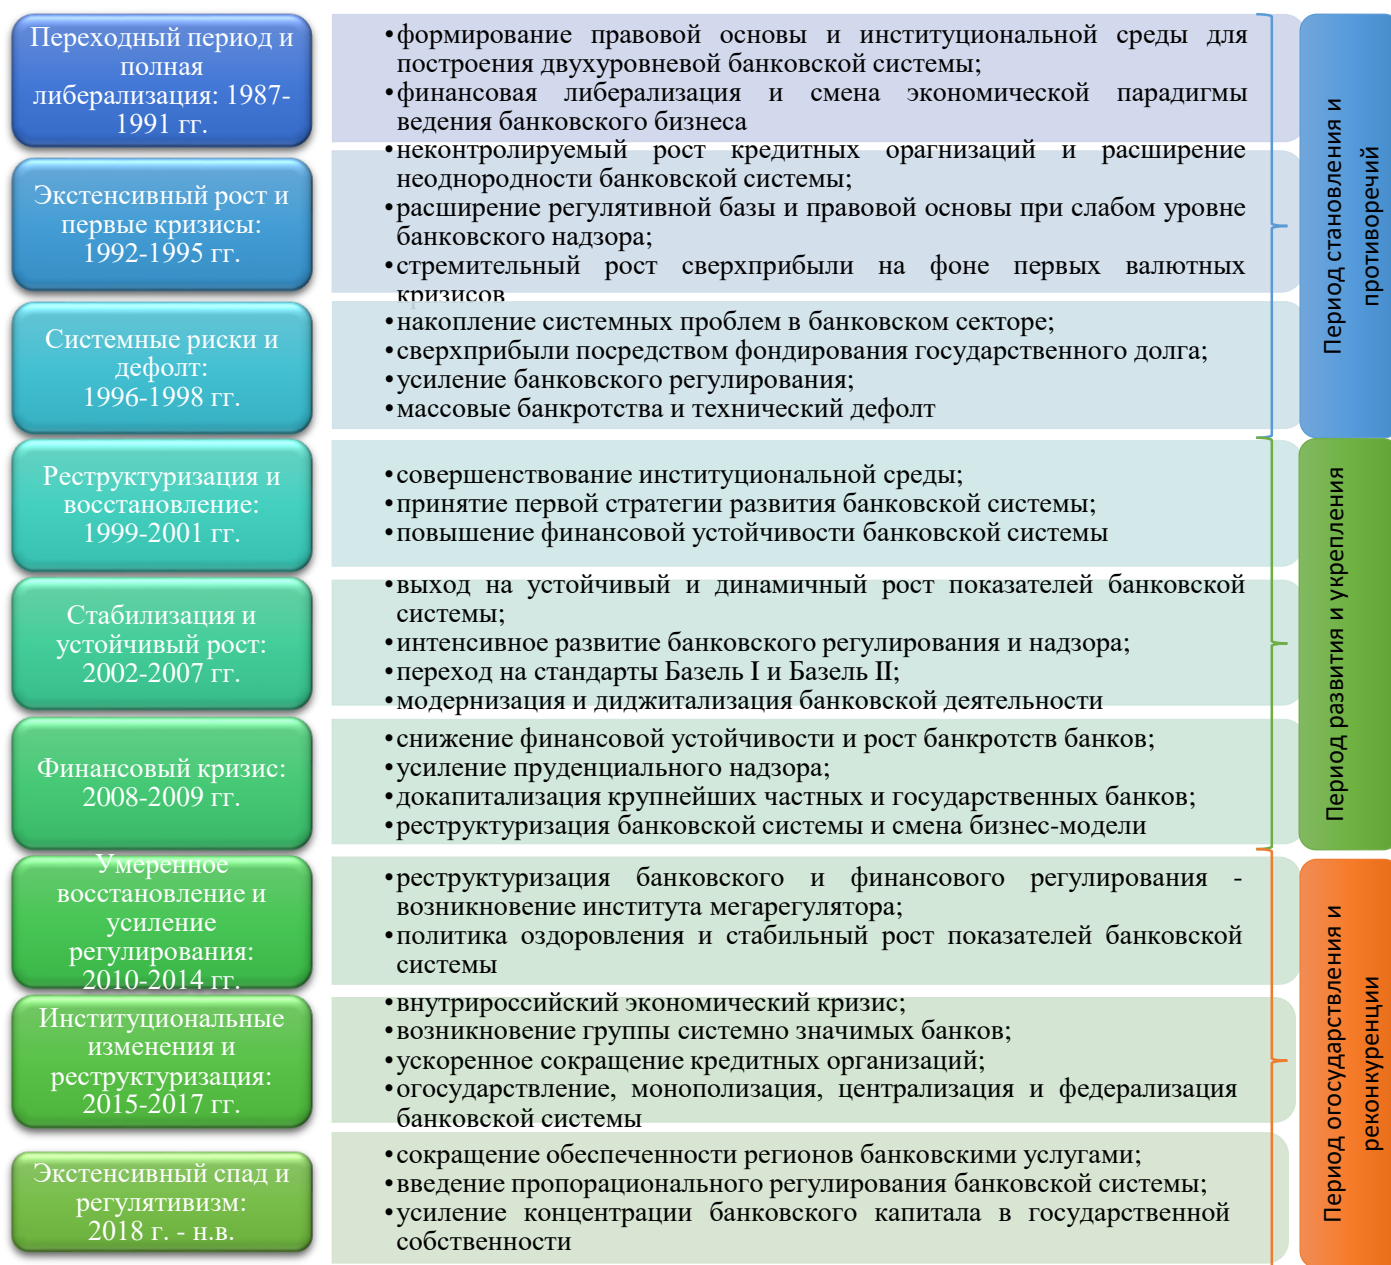 Переходный период и
полная
либерализация: 1987-
1991 гг.
•формирование правовой основы и институциональной среды для
построения двухуровневой банковской системы;
•финансовая либерализация и смена экономической парадигмы
ведения банковского бизнеса
Экстенсивный рост и
первые кризисы:
1992-1995 гг.
•неконтролируемый рост кредитных орагнизаций и расширение
неоднородности банковской системы;
•расширение регулятивной базы и правовой основы при слабом уровне
банковского надзора;
•стремительный рост сверхприбыли на фоне первых валютных
кризисов
Системные риски и
дефолт:
1996-1998 гг.
•накопление системных проблем в банковском секторе;
•сверхприбыли посредством фондирования государственного долга;
•усиление банковского регулирования;
•массовые банкротства и технический дефолт
Период становления и
противоречий
Реструктуризация и
восстановление:
1999-2001 гг.
•совершенствование институциональной среды;
•принятие первой стратегии развития банковской системы;
•повышение финансовой устойчивости банковской системы
Стабилизация и
устойчивый рост:
2002-2007 гг.
•выход на устойчивый и динамичный рост показателей банковской
системы;
•интенсивное развитие банковского регулирования и надзора;
•переход на стандарты Базель I и Базель II;
•модернизация и диджитализация банковской деятельности
Финансовый кризис:
2008-2009 гг.
•снижение финансовой устойчивости и рост банкротств банков;
•усиление пруденциального надзора;
•докапитализация крупнейших частных и государственных банков;
•реструктуризация банковской системы и смена бизнес-модели
Период развития и укрепления
Умеренное
восстановление и
усиление
регулирования:
2010-2014 гг.
•реструктуризация банковского и финансового регулирования -
возникновение института мегарегулятора;
•политика оздоровления и стабильный рост показателей банковской
системы
Институциональные
изменения и
реструктуризация:
2015-2017 гг.
•внутрироссийский экономический кризис;
•возникновение группы системно значимых банков;
•ускоренное сокращение кредитных организаций;
•огосударствление, монополизация, централизация и федерализация
банковской системы
Экстенсивный спад и
регулятивизм:
2018 г. - н.в.
•сокращение обеспеченности регионов банковскими услугами;
•введение пропорационального регулирования банковской системы;
•усиление концентрации банковского капитала в государственной
собственности
Период огосударствления и
реконкуренции